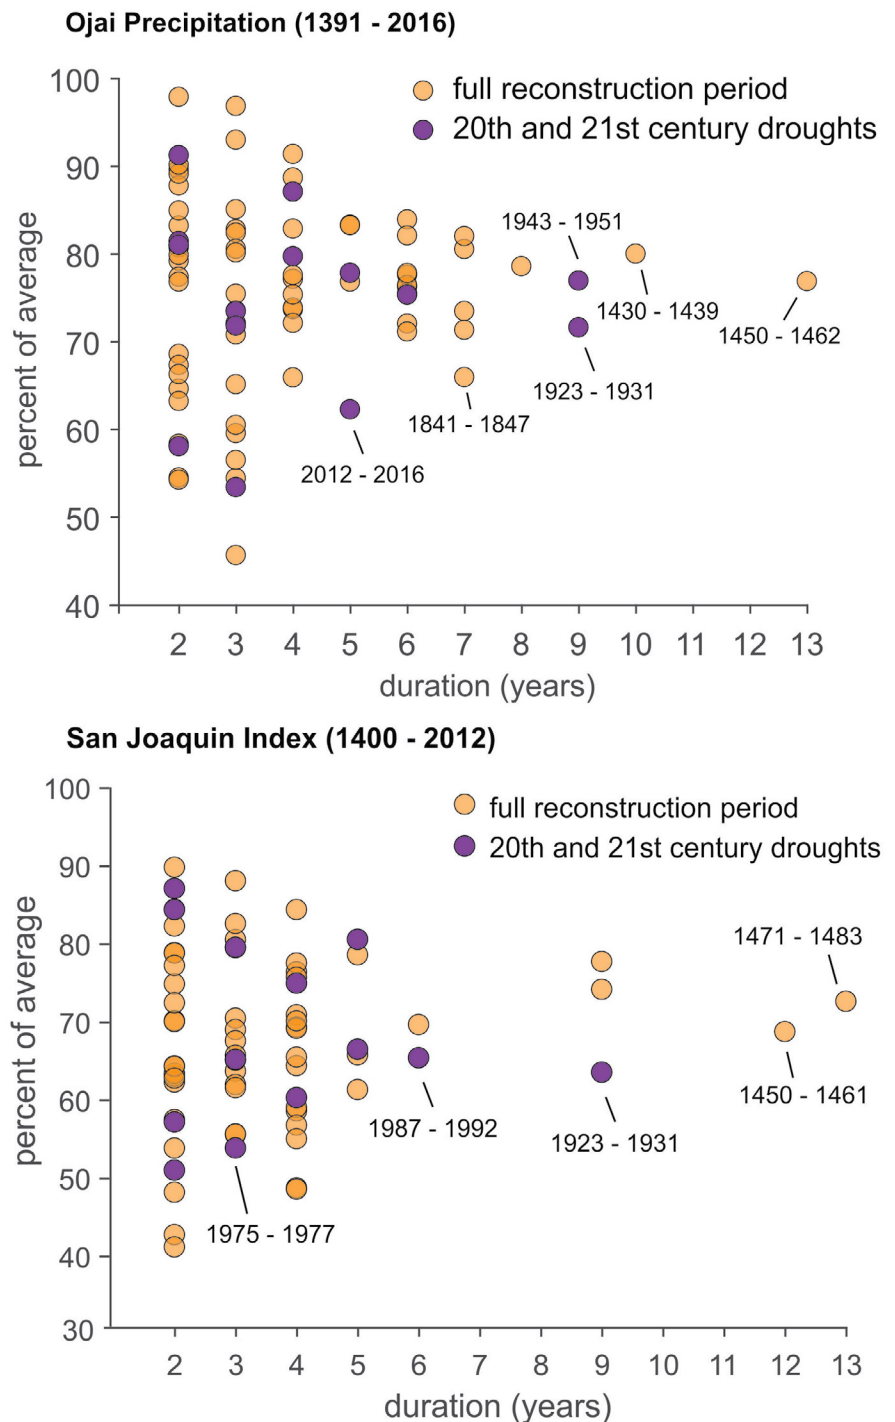 Ojai Precipitation (1391 - 2016)
100
90
80
70
60
50
40
percent of average
full reconstruction period
20th and 21st century droughts
1943 - 1951
1430 - 1439
1450 - 1462
1923 - 1931
1841 - 1847
2012 - 2016
2 3 4 5 6 7 8 9 10 11 12 13
duration (years)
San Joaquin Index (1400 - 2012)
100
90
80
70
60
50
40
30
percent of average
full reconstruction period
20th and 21st century droughts
1471 - 1483
1450 - 1461
1987 - 1992
1923 - 1931
1975 - 1977
2 3 4 5 6 7 8 9 10 11 12 13
duration (years)